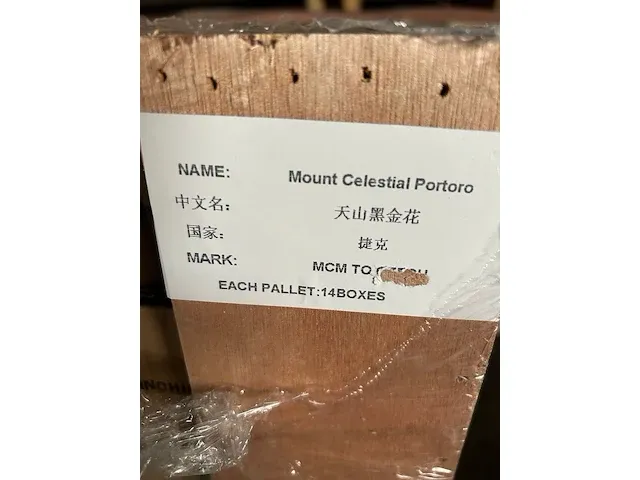 NAME: Mount Celestial Portoro
中文名: 天山黑金花
国家: 捷克
MARK: MCM TO
EACH PALLET:14BOXES